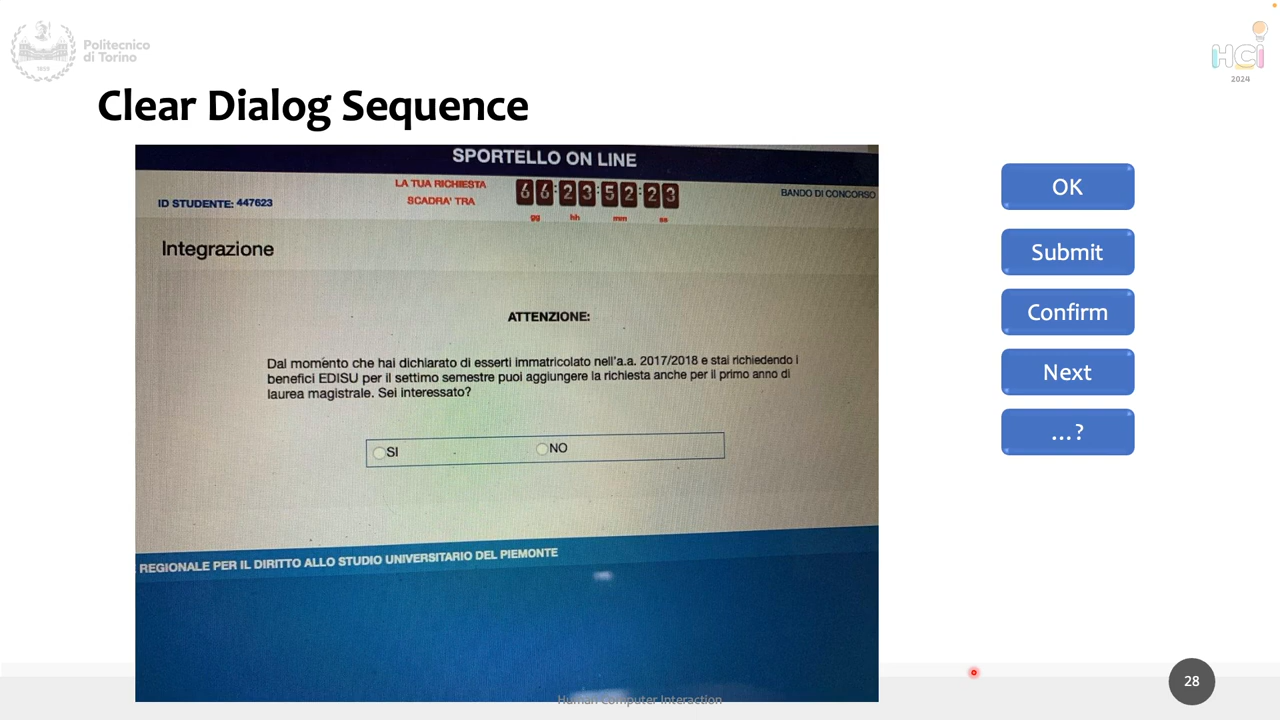 Politecnico
di Torino
1859
HCI
2024
Clear Dialog Sequence
SPORTELLO ON LINE
LA TUA RICHIESTA
SCADRA' TRA
66:23:52:23
gg hh mm ss
ID STUDENTE: 447623
BANDO DI CONCORSO
Integrazione
ATTENZIONE:
Dal momento che hai dichiarato di esserti immatricolato nell'a.a. 2017/2018 e stai richiedendo i
benefici EDISU per il settimo semestre puoi aggiungere la richiesta anche per il primo anno di
laurea magistrale. Sei interessato?
SI NO
REGIONALE PER IL DIRITTO ALLO STUDIO UNIVERSITARIO DEL PIEMONTE
OK
Submit
Confirm
Next
...?
Human Computer Interaction
28